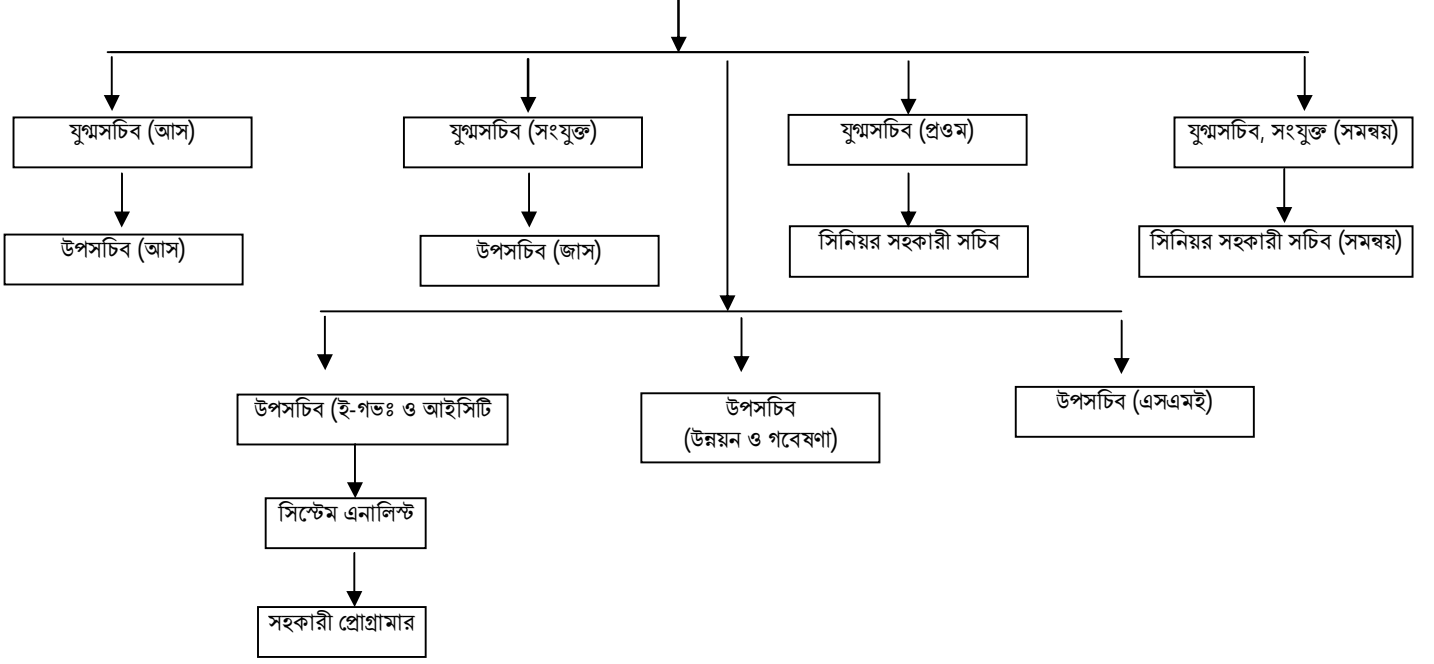 যুগ্মসচিব (আস)
যুগ্মসচিব (সংযুক্ত)
যুগ্মসচিব (প্রওম)
যুগ্মসচিব, সংযুক্ত (সমন্বয়)
উপসচিব (আস)
উপসচিব (জাস)
সিনিয়র সহকারী সচিব
সিনিয়র সহকারী সচিব (সমন্বয়)
উপসচিব (ই-গভঃ ও আইসিটি
উপসচিব
(উন্নয়ন ও গবেষণা)
উপসচিব (এসএমই)
সিস্টেম এনালিস্ট
সহকারী প্রোগ্রামার